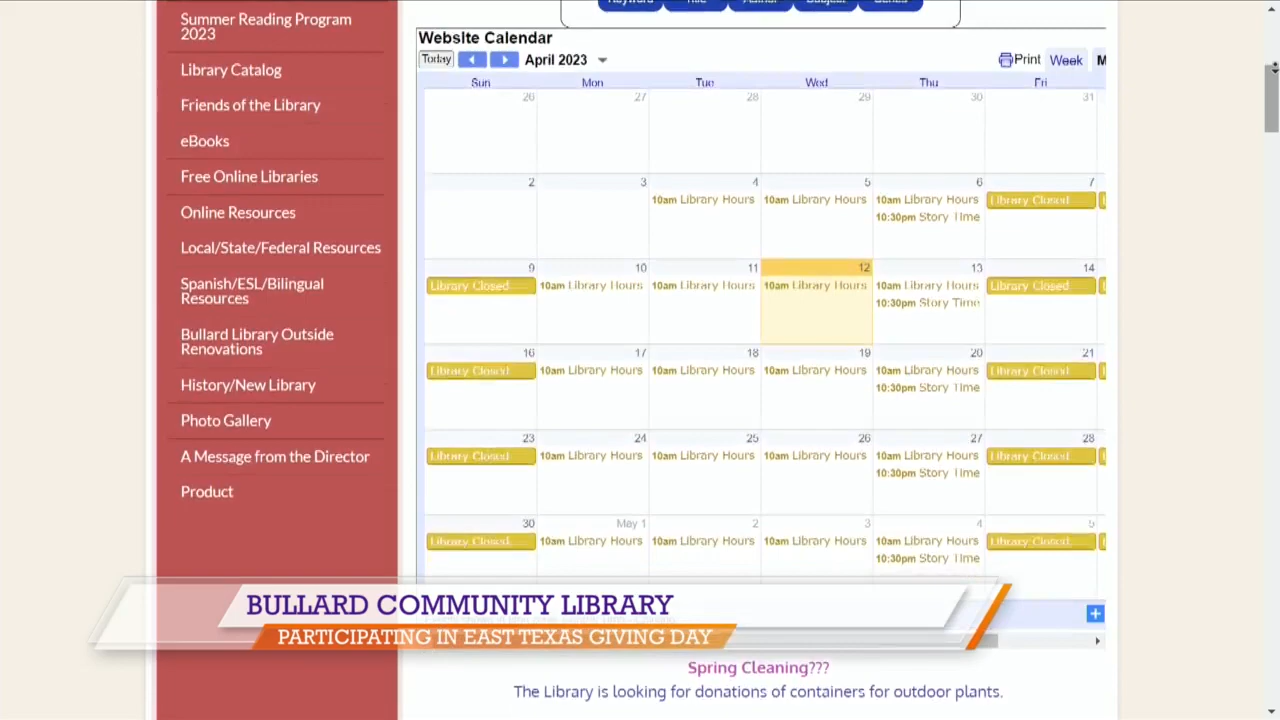 Summer Reading Program
2023
Library Catalog
Friends of the Library
eBooks
Free Online Libraries
Online Resources
Local/State/Federal Resources
Spanish/ESL/Bilingual
Resources
Bullard Library Outside
Renovations
History/New Library
Photo Gallery
A Message from the Director
Product
Website Calendar
Today April 2023 Print Week M
Sun Mon Tue Wed Thu Fri
26 27 28 29 30 31
2 3 4 5 6 7
10am Library Hours 10am Library Hours 10am Library Hours Library Closed
10:30pm Story Time
9 10 11 12 13 14
Library Closed 10am Library Hours 10am Library Hours 10am Library Hours 10am Library Hours Library Closed
10:30pm Story Time
16 17 18 19 20 21
Library Closed 10am Library Hours 10am Library Hours 10am Library Hours 10am Library Hours Library Closed
10:30pm Story Time
23 24 25 26 27 28
Library Closed 10am Library Hours 10am Library Hours 10am Library Hours 10am Library Hours Library Closed
10:30pm Story Time
30 May 1 2 3 4 5
Library Closed 10am Library Hours 10am Library Hours 10am Library Hours 10am Library Hours Library Closed
10:30pm Story Time
BULLARD COMMUNITY LIBRARY
PARTICIPATING IN EAST TEXAS GIVING DAY
Spring Cleaning???
The Library is looking for donations of containers for outdoor plants.